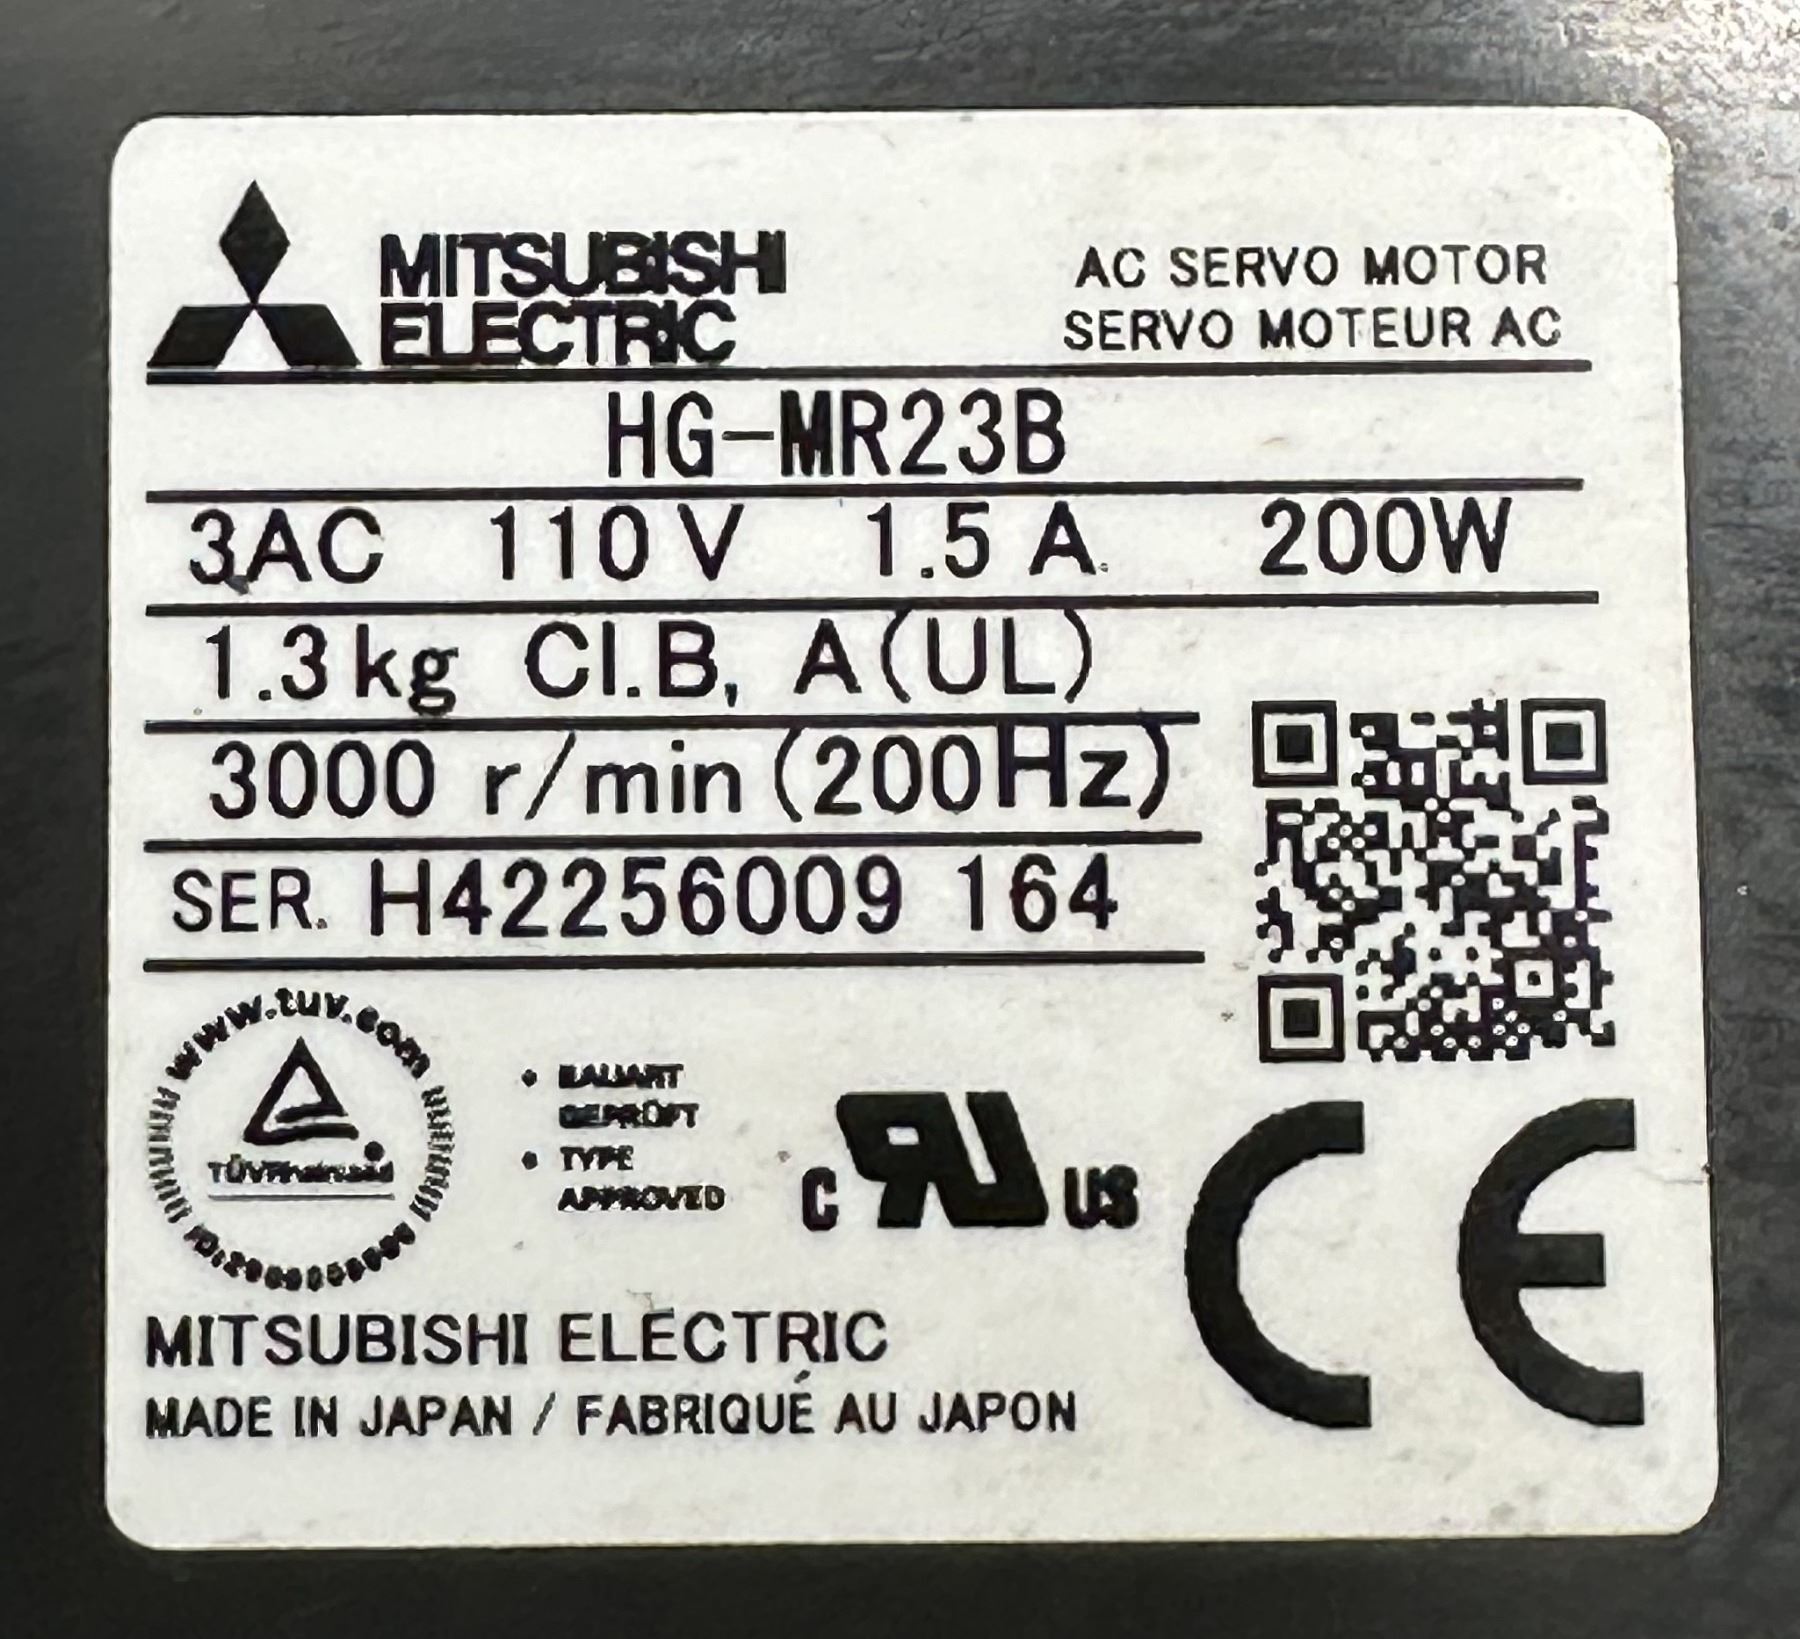 MITSUBISHI
ELECTRIC
AC SERVO MOTOR
SERVO MOTEUR AC
HG-MR23B
3AC 110V 1.5A 200W
1.3kg Cl.B, A(UL)
3000 r/min (200Hz)
SER. H42256009 164
www.tuv.com
• BAUART
GEPRÜFT
• TYPE
APPROVED
C RU US
CE
MITSUBISHI ELECTRIC
MADE IN JAPAN / FABRIQUÉ AU JAPON